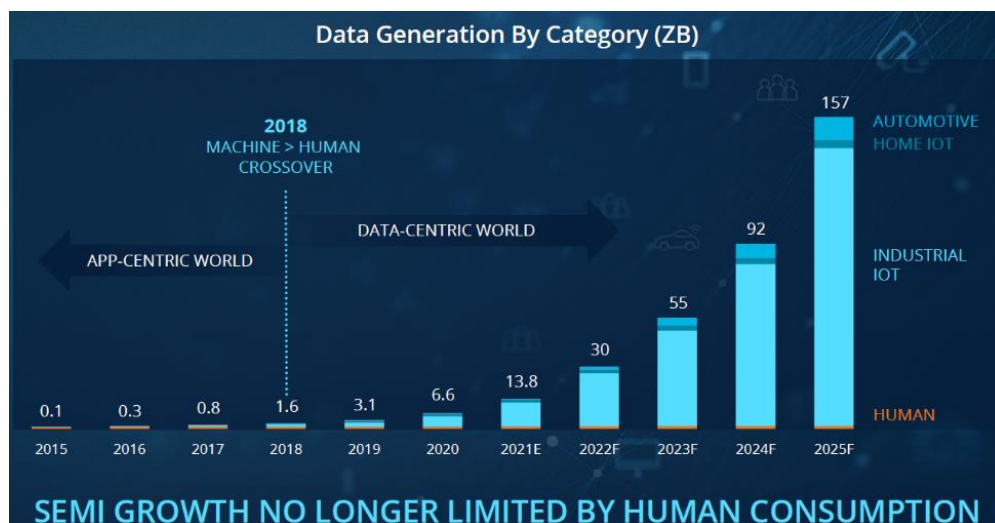 Data Generation By Category (ZB)
2018
MACHINE > HUMAN
CROSSOVER
APP-CENTRIC WORLD
DATA-CENTRIC WORLD
0.1
0.3
0.8
1.6
3.1
6.6
13.8
30
55
92
157
AUTOMOTIVE
HOME IOT
INDUSTRIAL
IOT
HUMAN
2015
2016
2017
2018
2019
2020
2021E
2022F
2023F
2024F
2025F
SEMI GROWTH NO LONGER LIMITED BY HUMAN CONSUMPTION